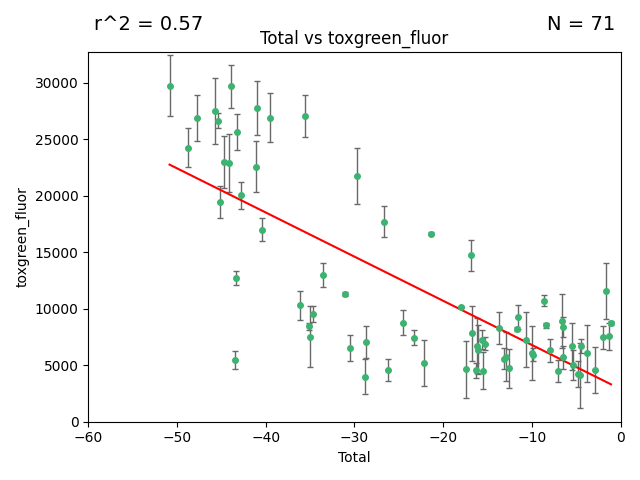 r^2 = 0.57
N = 71
Total vs toxgreen_fluor
toxgreen_fluor
30000
25000
20000
15000
10000
5000
0
−60
−50
−40
−30
−20
−10
0
Total